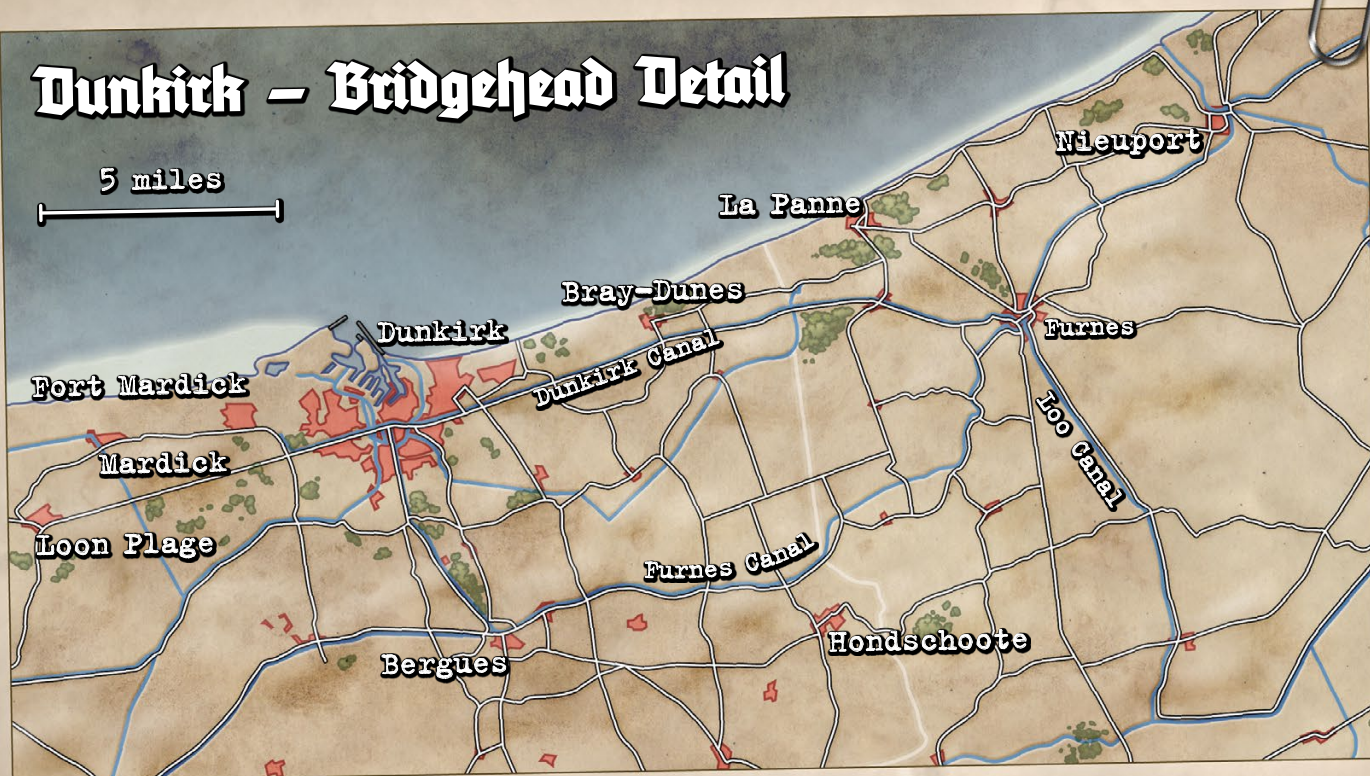 Dunkirk – Bridgehead Detail
5 miles
Nieuport
La Panne
Bray-Dunes
Dunkirk
Furnes
Dunkirk Canal
Fort Mardick
Mardick
Loo Canal
Loon Plage
Furnes Canal
Hondschoote
Bergues